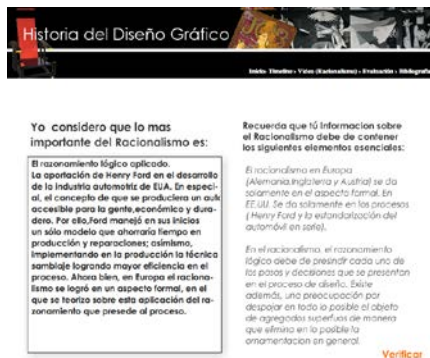 Historia del Diseño Gráfico
Inicio- Timeline - Video (Racionalismo) - Evaluación - Bibliografía
Yo considero que lo mas
importante del Racionalismo es:
El razonamiento lógico aplicado.
La aportación de Henry Ford en el desarrollo
de la industria automotriz de EUA. En especi-
al, el concepto de que se produciera un auto
accesible para la gente,económico y dura-
dero. Por ello,Ford manejó en sus inicios
un sólo modelo que ahorraría tiempo en
producción y reparaciones; asimismo,
implementando en la producción la técnica
samblaje logrando mayor eficiencia en el
proceso. Ahora bien, en Europa el raciona-
lismo se logró en un aspecto formal, en el
que se teoriza sobre esta aplicación del ra-
zonamiento que presede al proceso.
Recuerda que tú Informacion sobre
el Racionalismo debe de contener
los siguientes elementos esenciales:
El racionalismo en Europa
(Alemania,Inglaterra y Austria) se da
solamente en el aspecto formal. En
EE.UU. Se da solamente en los procesos
( Henry Ford y la estandarización del
automóvil en serie).
En el racionalismo, el razonamiento
lógico debe de presindir cada uno de
los pasos y decisiones que se presentan
en el proceso de diseño. Existe
además, una preocupación por
despojar en todo lo posible el objeto
de agregados superfluos de manera
que elimina en lo posible la
ornamentacion en general.
Verificar